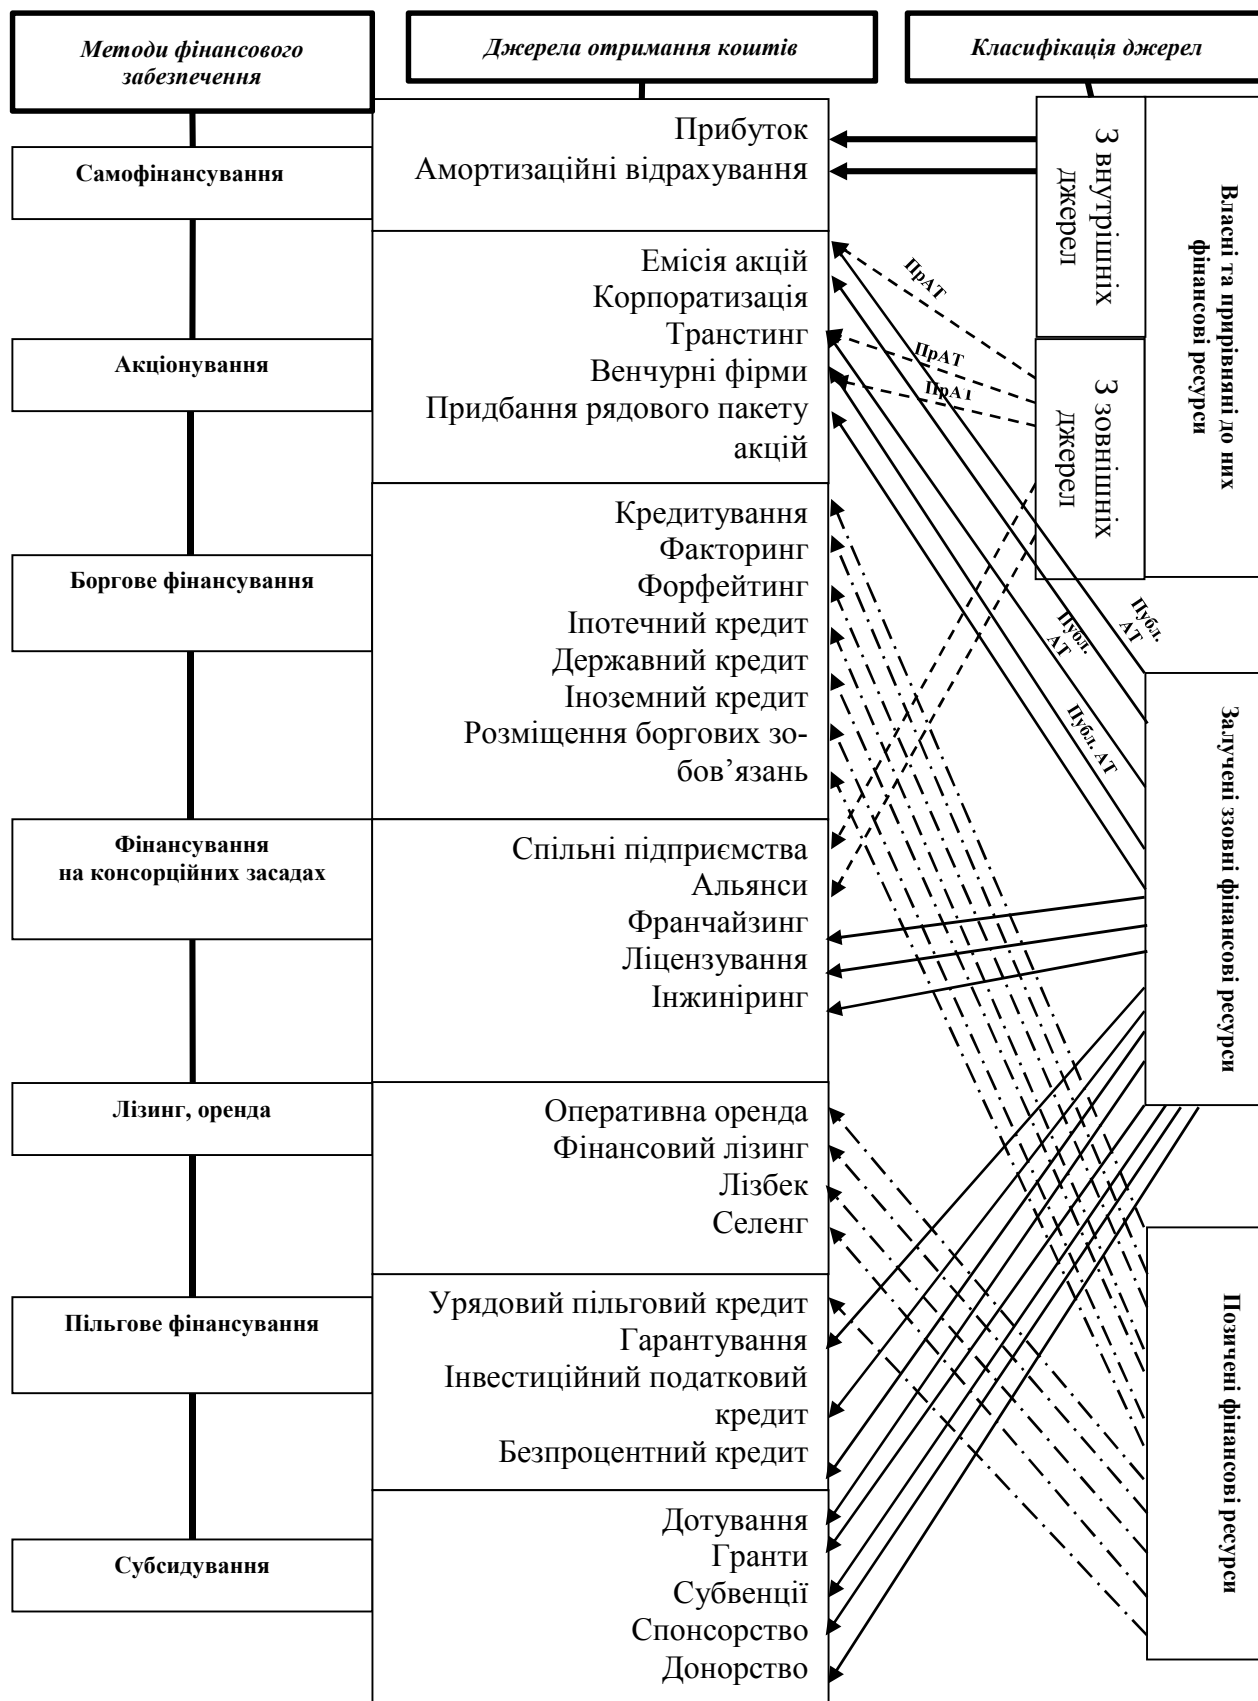 Методи фінансового
забезпечення
Джерела отримання коштів
Класифікація джерел
Самофінансування
Акціонування
Боргове фінансування
Фінансування
на консорційних засадах
Лізинг, оренда
Пільгове фінансування
Субсидування
Прибуток
Амортизаційні відрахування
Емісія акцій
Корпоратизація
Транстинг
Венчурні фірми
Придбання рядового пакету
акцій
Кредитування
Факторинг
Форфейтинг
Іпотечний кредит
Державний кредит
Іноземний кредит
Розміщення боргових зо-
бов’язань
Спільні підприємства
Альянси
Франчайзинг
Ліцензування
Інжиніринг
Оперативна оренда
Фінансовий лізинг
Лізбек
Селенг
Урядовий пільговий кредит
Гарантування
Інвестиційний податковий
кредит
Безпроцентний кредит
Дотування
Гранти
Субвенції
Спонсорство
Донорство
ПрАТ
ПрАТ
ПрАТ
Публ.
АТ
Публ.
АТ
Публ. АТ
З внутрішніх
джерел
З зовнішніх
джерел
Власні та прирівняні до них
фінансові ресурси
Залучені ззовні фінансові ресурси
Позичені фінансові ресурси